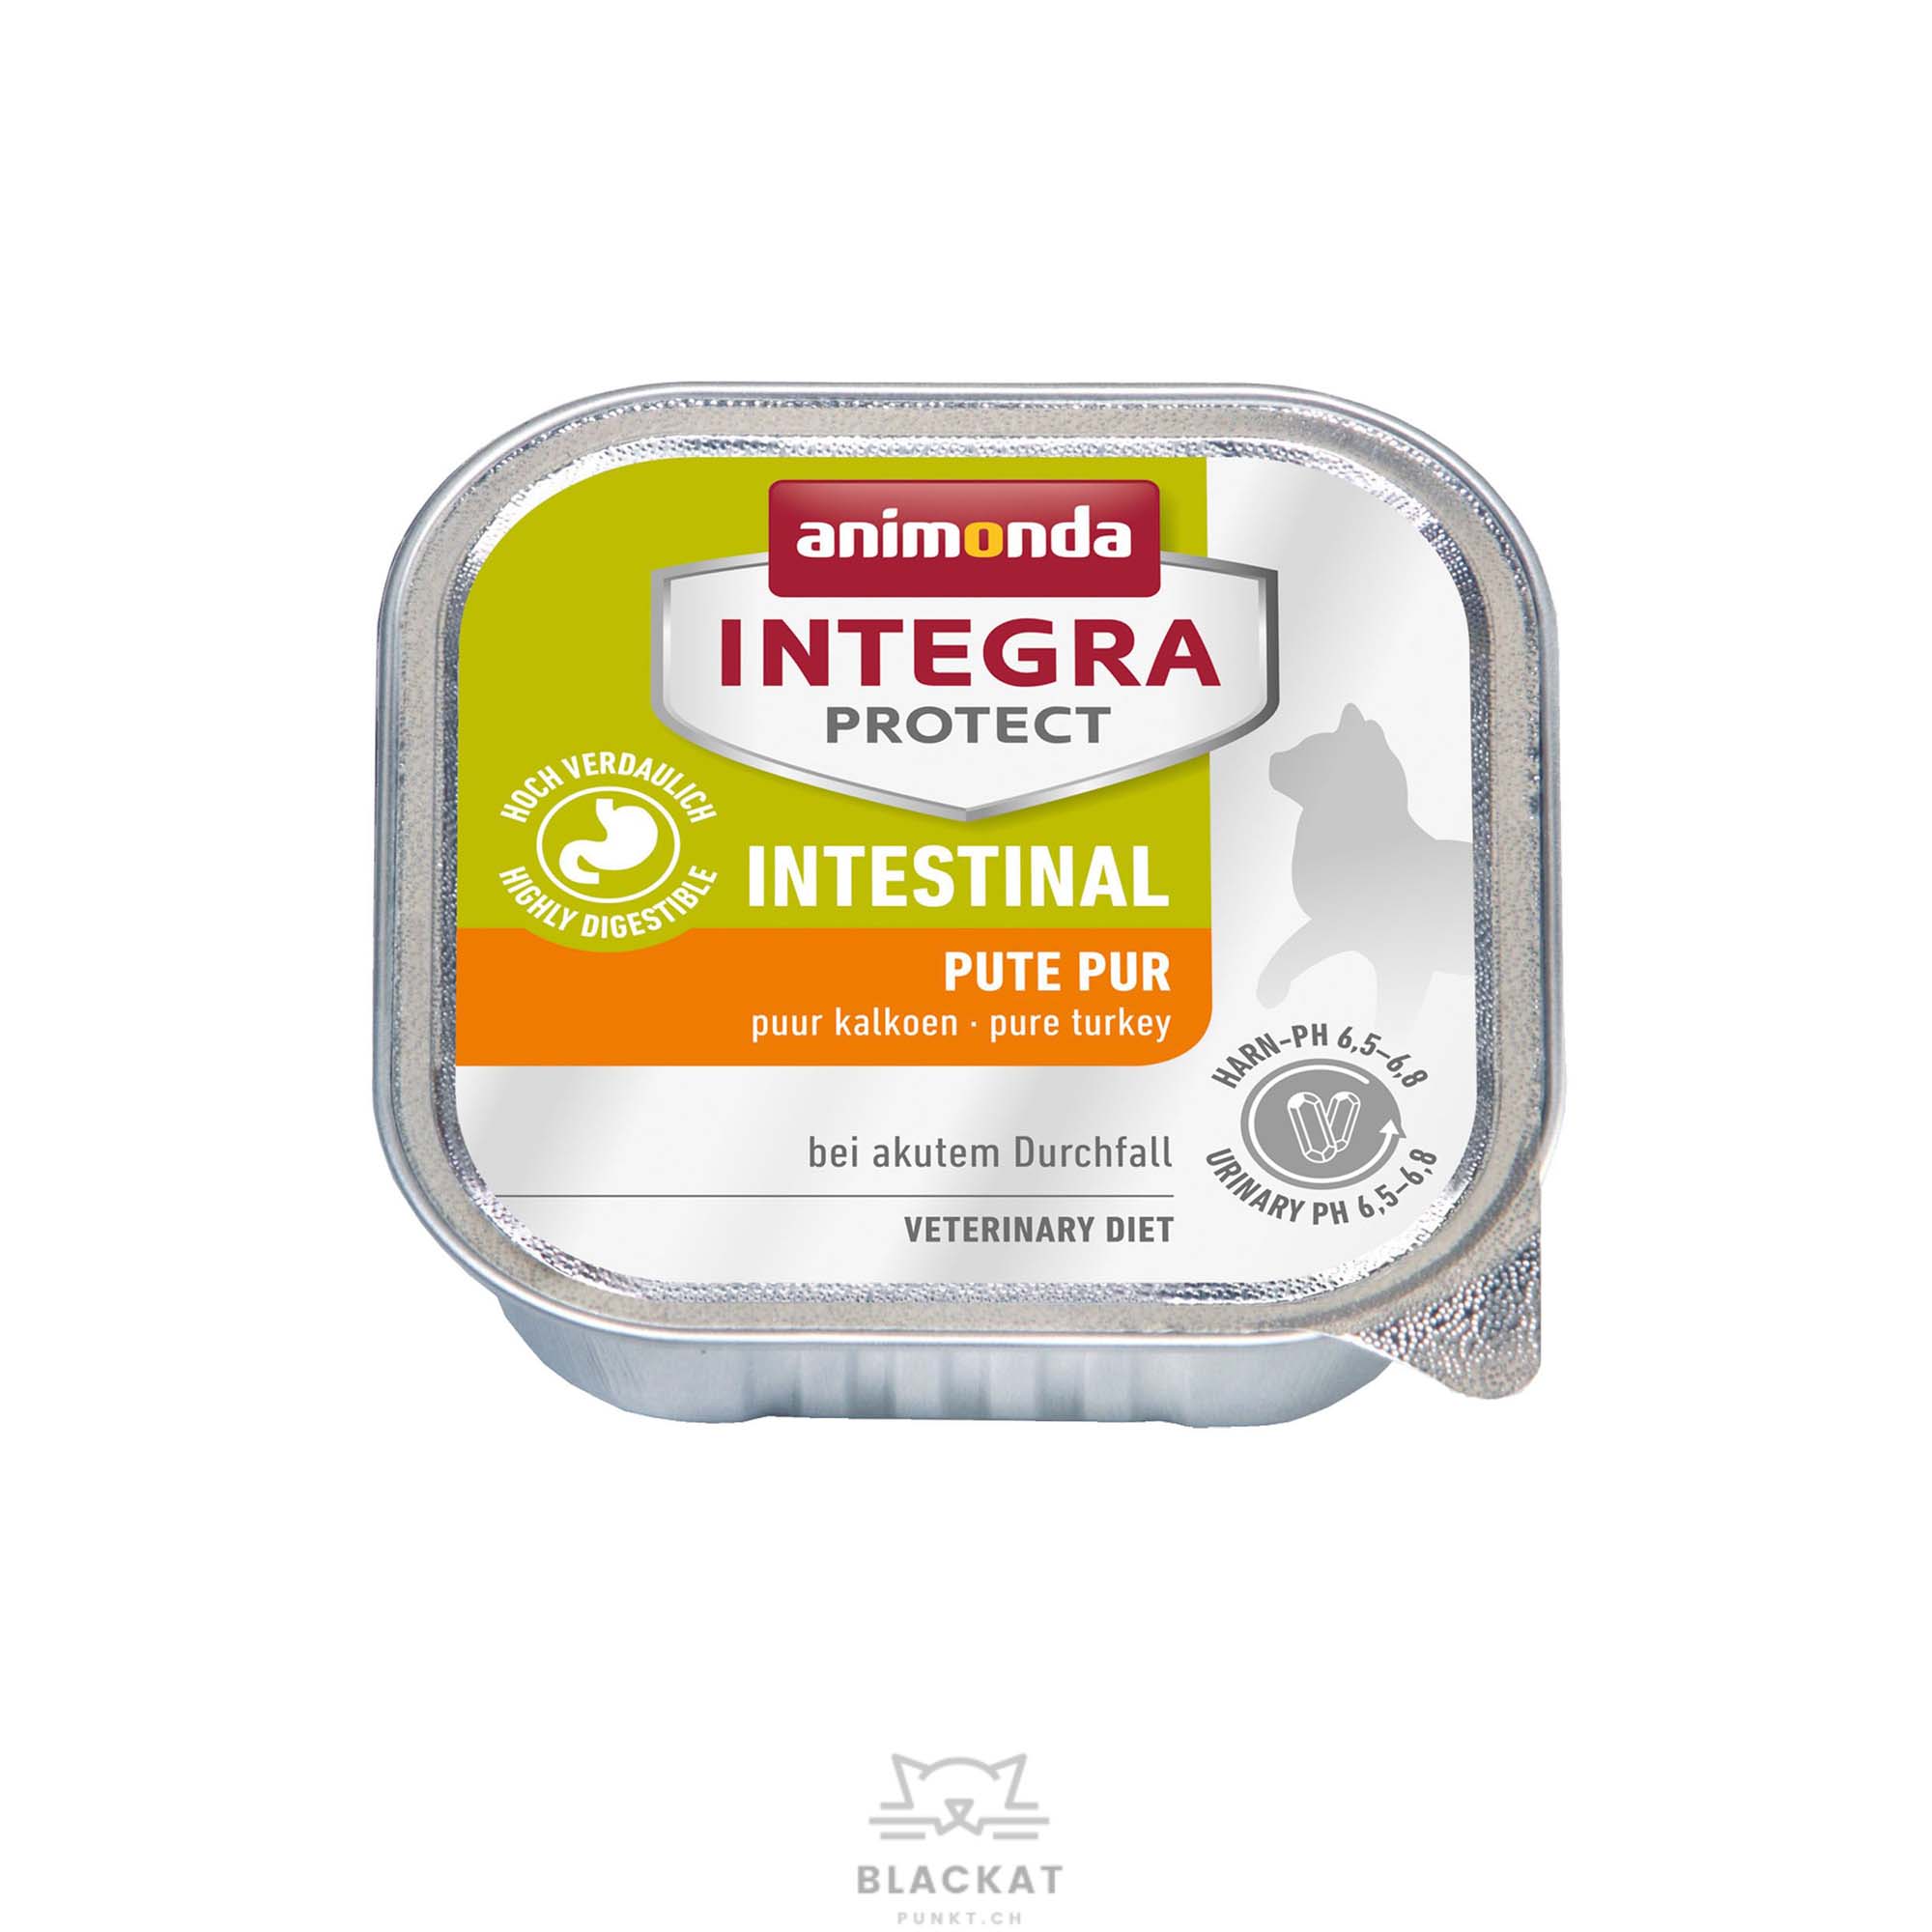 animonda
INTEGRA
PROTECT
HOCH VERDAULICH
HIGHLY DIGESTIBLE
INTESTINAL
PUTE PUR
puur kalkoen · pure turkey
HARN-PH 6,5–6,8
URINARY PH 6,5–6,8
bei akutem Durchfall
VETERINARY DIET
BLACKAT
PUNKT.CH